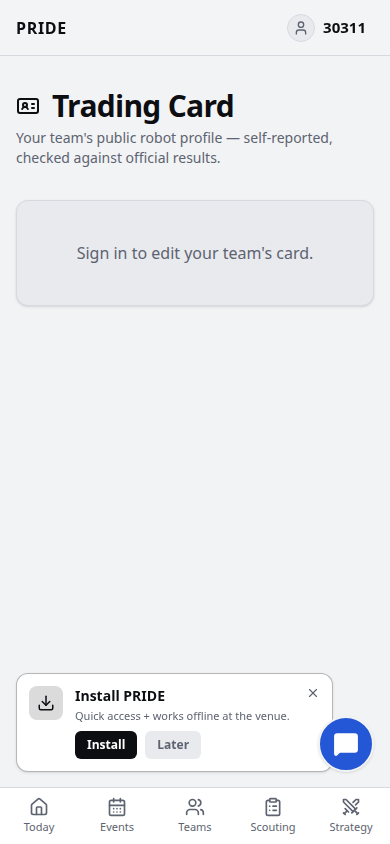 PRIDE
30311
Trading Card
Your team's public robot profile — self-reported,
checked against official results.
Sign in to edit your team's card.
Install PRIDE
Quick access + works offline at the venue.
Install
Later
Today
Events
Teams
Scouting
Strategy